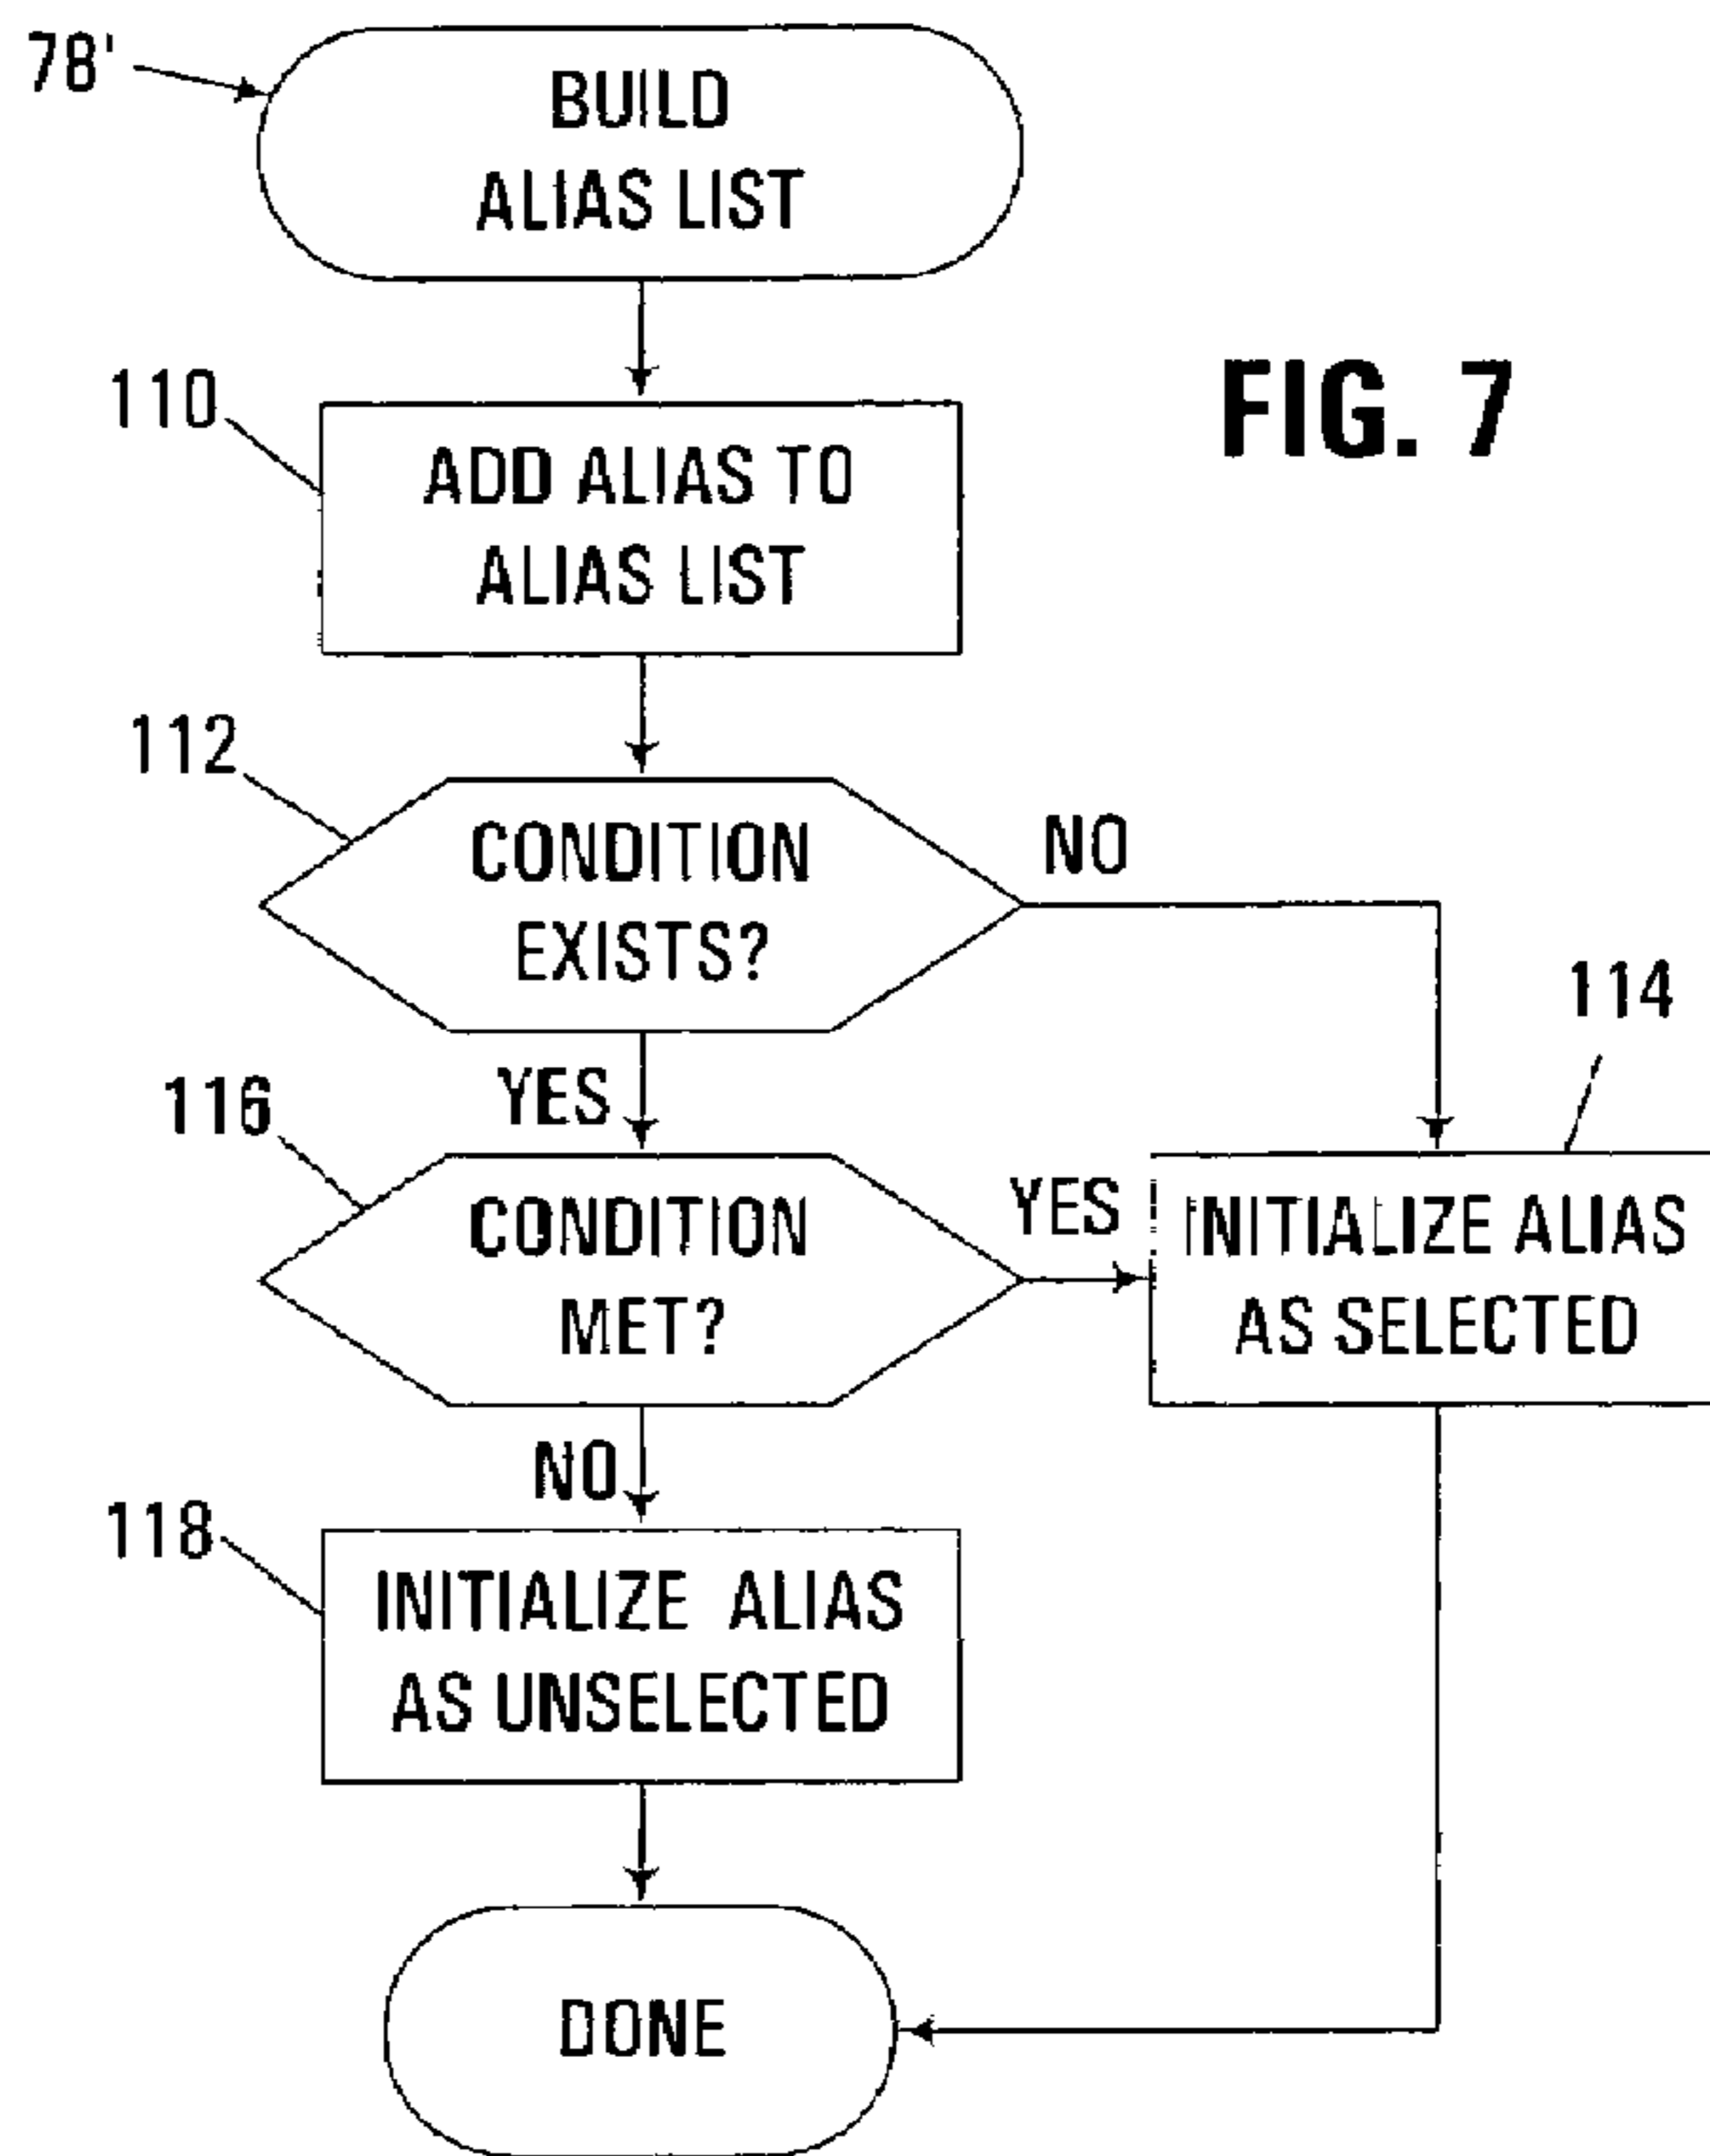 78'
BUILD
ALIAS LIST
FIG. 7
110
ADD ALIAS TO
ALIAS LIST
112
CONDITION
EXISTS?
NO
114
YES
116
CONDITION
MET?
YES
INITIALIZE ALIAS
AS SELECTED
NO
118
INITIALIZE ALIAS
AS UNSELECTED
DONE